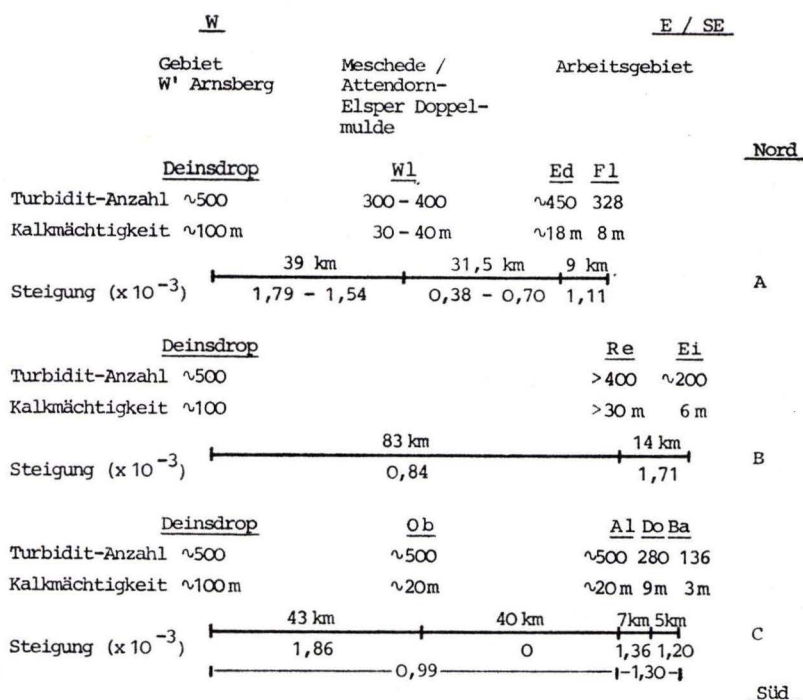 W E / SE
Gebiet Meschede / Arbeitsgebiet
W' Arnsberg Attendorn-
Elsper Doppel-
mulde
Nord
Deinsdrop Wl Ed Fl
Turbidit-Anzahl ~500 300 - 400 ~450 328
Kalkmächtigkeit ~100 m 30 - 40 m ~18 m 8 m
39 km 31,5 km 9 km
A
Steigung (x 10⁻³) 1,79 - 1,54 0,38 - 0,70 1,11
Deinsdrop Re Ei
Turbidit-Anzahl ~500 >400 ~200
Kalkmächtigkeit ~100 >30 m 6 m
83 km 14 km
B
Steigung (x 10⁻³) 0,84 1,71
Deinsdrop Ob Al Do Ba
Turbidit-Anzahl ~500 ~500 ~500 280 136
Kalkmächtigkeit ~100 m ~20m ~20m 9m 3m
43 km 40 km 7km 5km
C
Steigung (x 10⁻³) 1,86 0 1,36 1,20
0,99 1,30
Süd